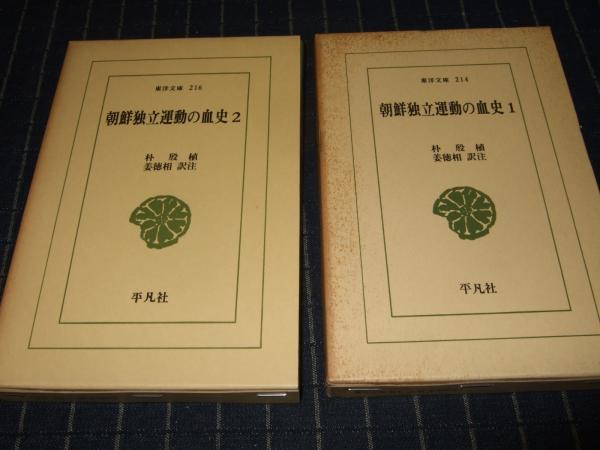 東洋文庫 216
朝鮮独立運動の血史 2
朴殷植
姜徳相 訳注
平凡社
東洋文庫 214
朝鮮独立運動の血史 1
朴殷植
姜徳相 訳注
平凡社